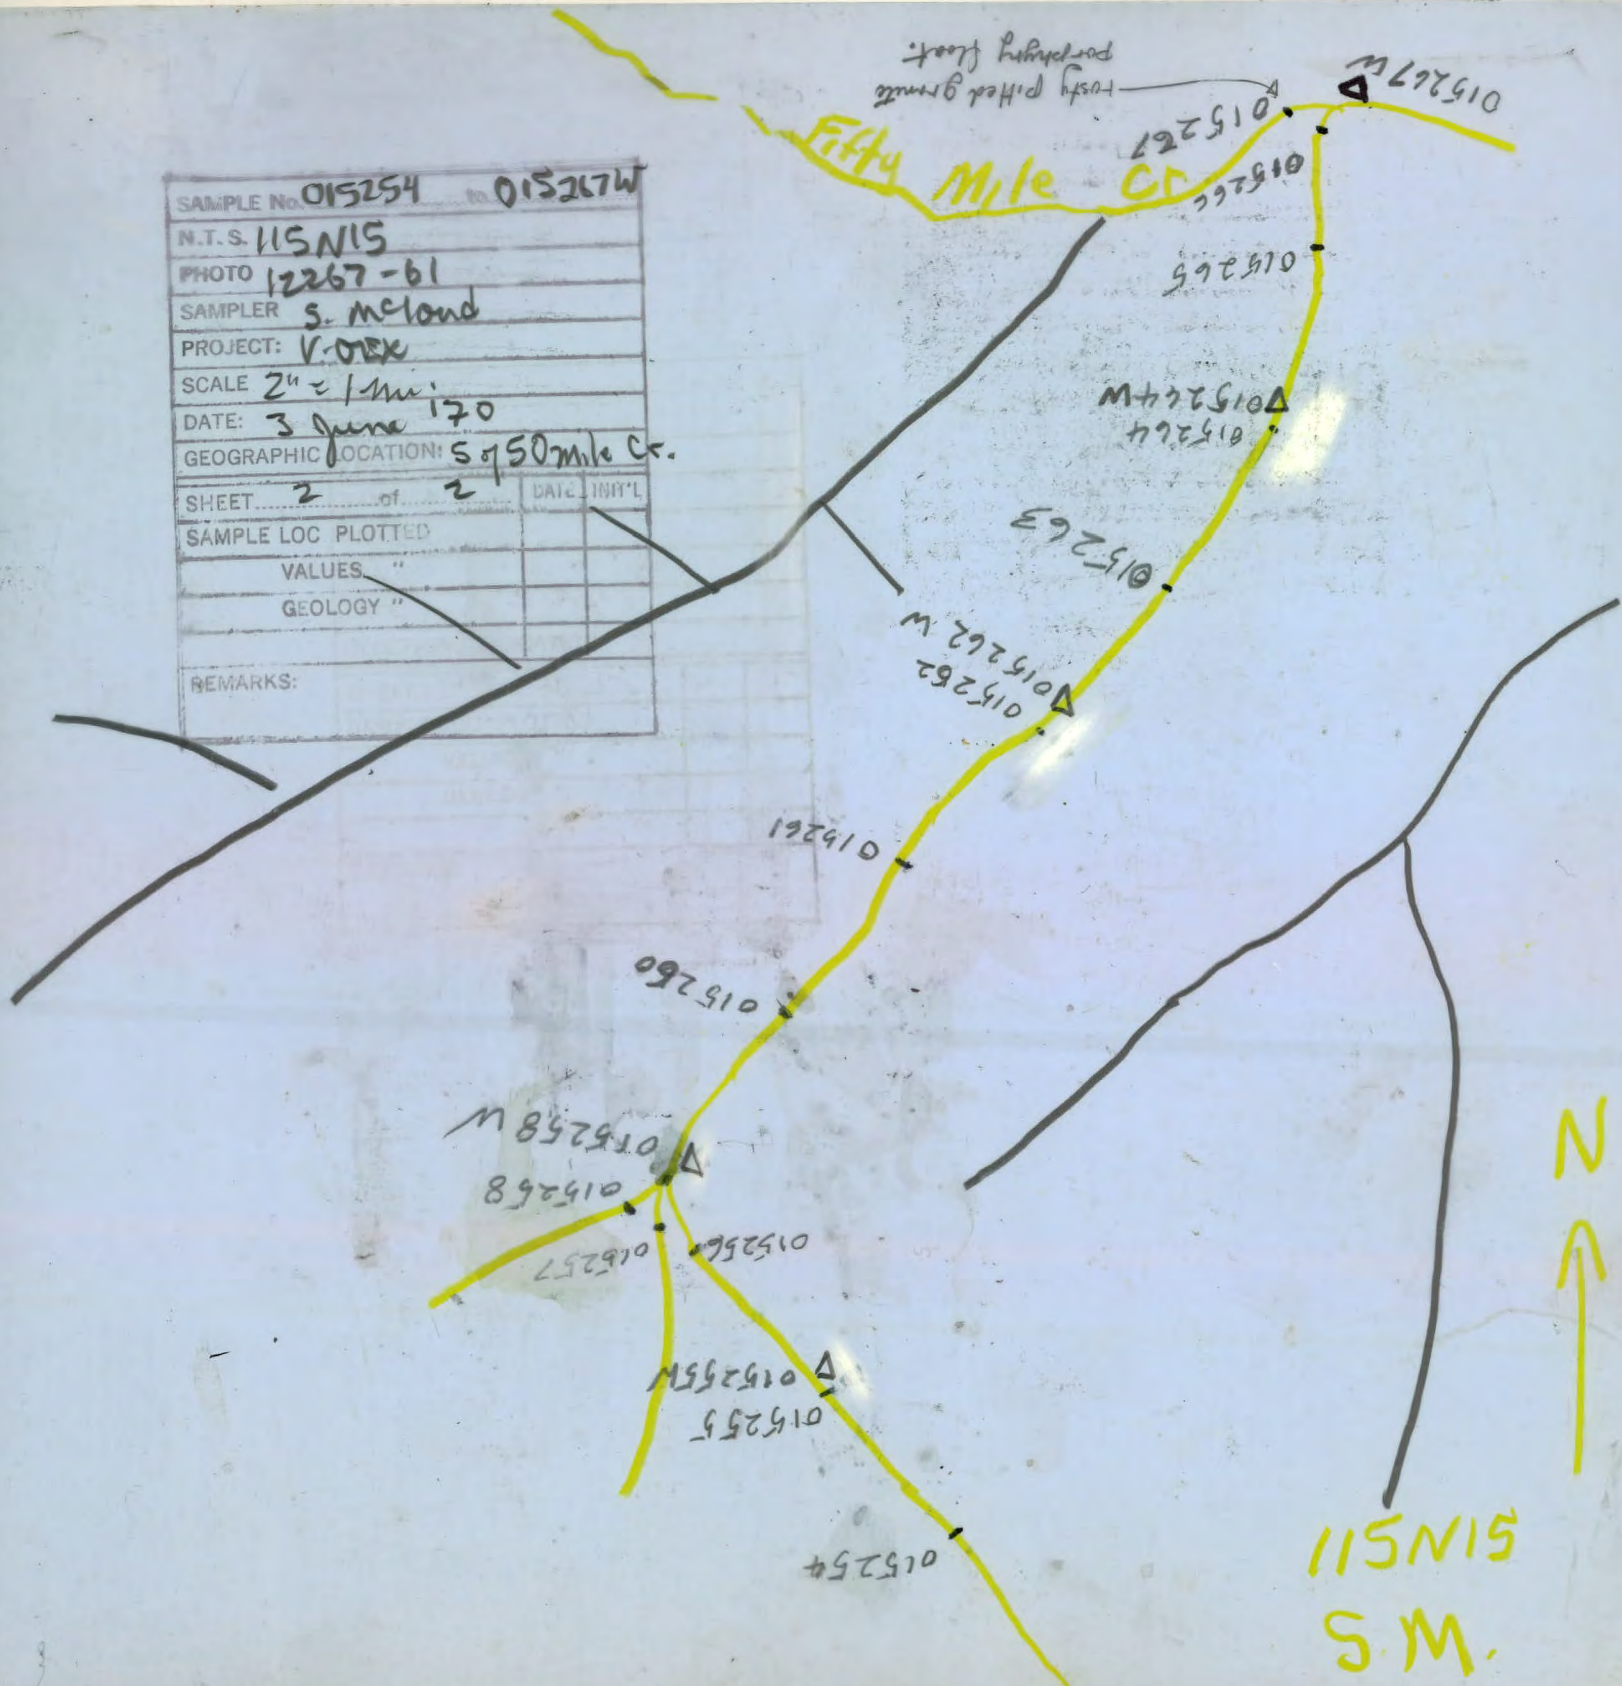 SAMPLE No. 015254 to 015267W
N.T.S. 115N15
PHOTO 12267-61
SAMPLER S. McLoud
PROJECT: V-OREX
SCALE 2" = 1 mi.
DATE: 3 June '70
GEOGRAPHIC LOCATION: S of 50 mile Cr.
SHEET 2 of 2 DATE INIT'L
SAMPLE LOC PLOTTED
VALUES "
GEOLOGY "
REMARKS:
rusty pitted granite
porphyry float.
Fifty Mile Cr
015267W
015267
015266
015265
015264W
015264
015263
015262 W
015262
015261
015260
015258 W
015258
015257
015256
015255W
015255
015254
N
115N15
S.M.